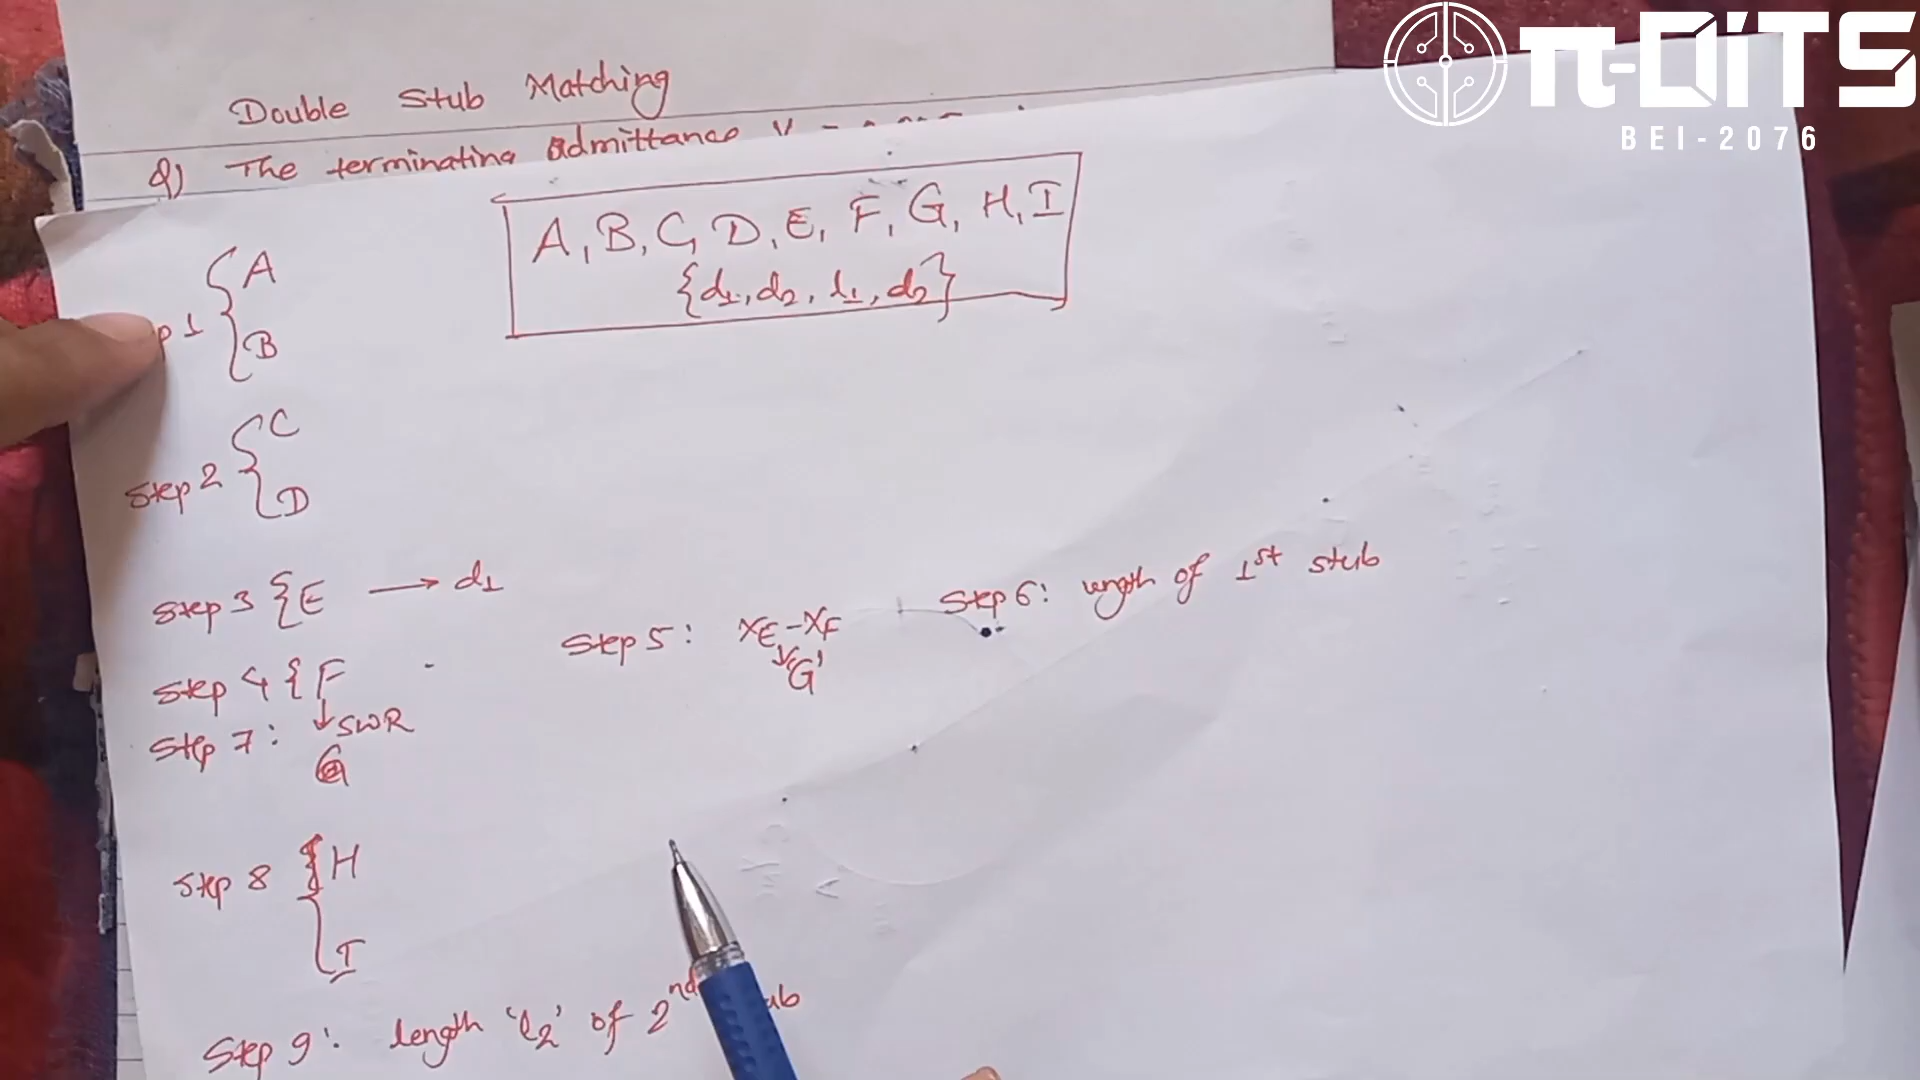 π-DiTS
BEI-2076
Double Stub Matching
Q) The terminating admittance
A, B, C, D, E, F, G, H, I
{d1, d2, l1, d2}
p 1 { A
B
Step 2 { C
D
Step 3 { E → d1
Step 4 { F
Step 7: ↓ SWR
G
Step 5: XE - XF
G'
Step 6: length of 1st stub
Step 8 { H
I
Step 9: length 'l2' of 2nd